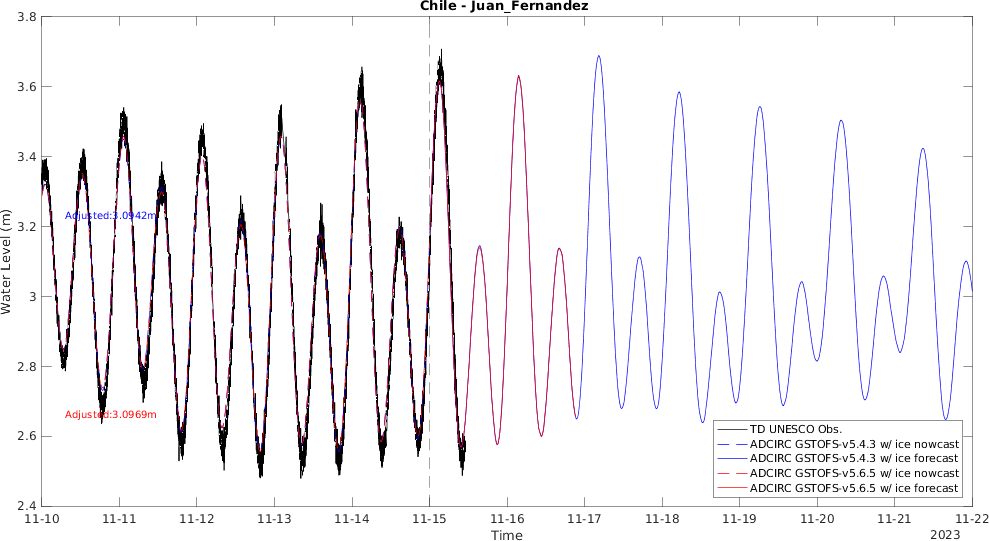 Chile - Juan_Fernandez
3.8
3.6
3.4
3.2
3
2.8
2.6
2.4
Water Level (m)
Adjusted:3.0942m
Adjusted:3.0969m
TD UNESCO Obs.
ADCIRC GSTOFS-v5.4.3 w/ ice nowcast
ADCIRC GSTOFS-v5.4.3 w/ ice forecast
ADCIRC GSTOFS-v5.6.5 w/ ice nowcast
ADCIRC GSTOFS-v5.6.5 w/ ice forecast
11-10 11-11 11-12 11-13 11-14 11-15 11-16 11-17 11-18 11-19 11-20 11-21 11-22
Time
2023